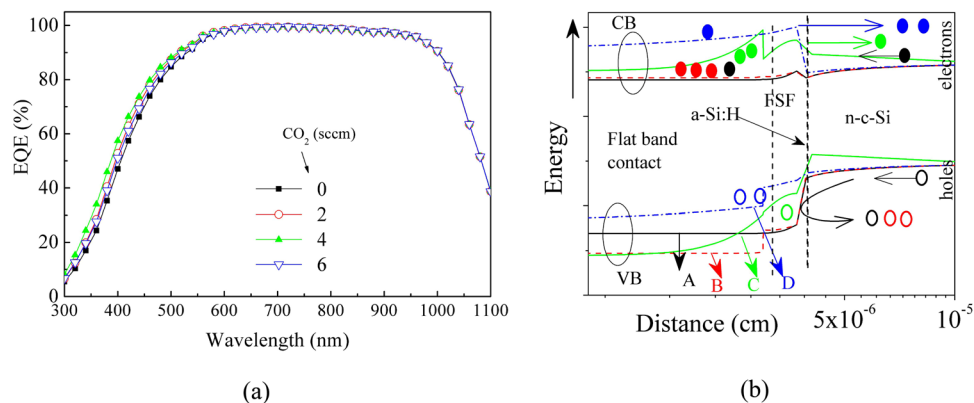 EQE (%)
100
80
60
40
20
0
CO2 (sccm)
0
2
4
6
300 400 500 600 700 800 900 1000 1100
Wavelength (nm)
(a)
Energy
CB
electrons
FSF
a-Si:H
n-c-Si
Flat band
contact
holes
VB
A
B
C
D
Distance (cm)
5x10-6
10-5
(b)